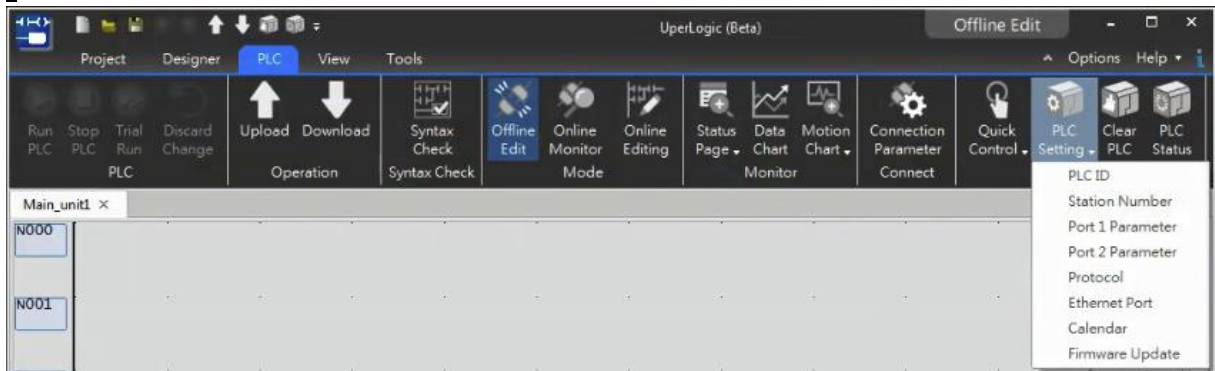 UperLogic (Beta) Offline Edit
Project Designer PLC View Tools Options Help
Run PLC
Stop PLC
Trial Run
Discard Change
PLC
Upload
Download
Operation
Syntax Check
Syntax Check
Offline Edit
Online Monitor
Online Editing
Mode
Status Page
Data Chart
Motion Chart
Monitor
Connection Parameter
Connect
Quick Control
PLC Setting
Clear PLC
PLC Status
PLC ID
Station Number
Port 1 Parameter
Port 2 Parameter
Protocol
Ethernet Port
Calendar
Firmware Update
Main_unit1 ×
N000
N001